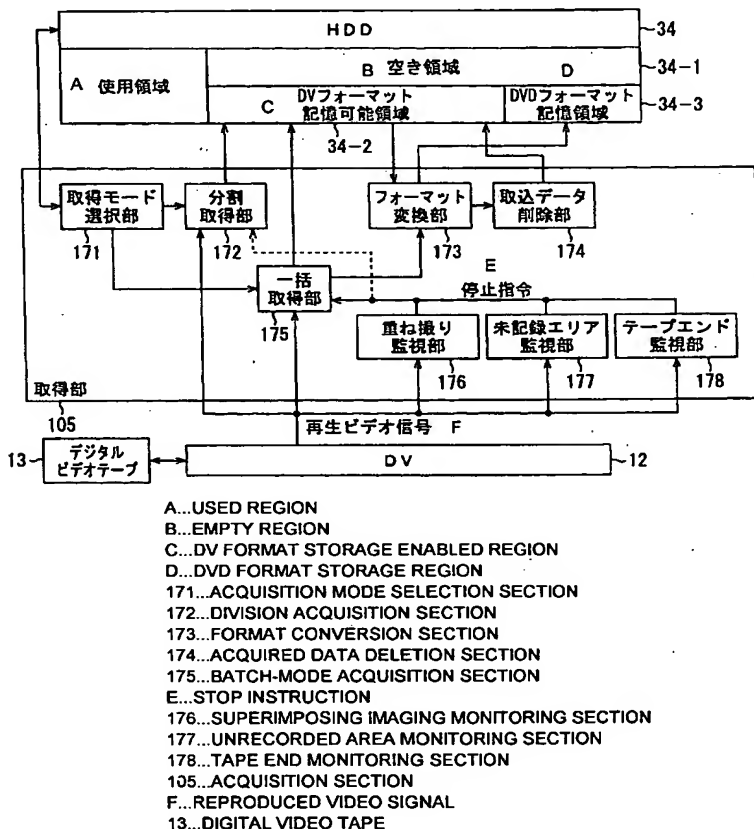 HDD
34
A 使用領域
B 空き領域 D
34-1
C
DVフォーマット
記憶可能領域
DVDフォーマット
記憶領域
34-3
34-2
取得モード
選択部
171
分割
取得部
172
フォーマット
変換部
173
取込データ
削除部
174
一括
取得部
175
E
停止指令
重ね撮り
監視部
176
未記録エリア
監視部
177
テープエンド
監視部
178
取得部
105
再生ビデオ信号 F
13
デジタル
ビデオテープ
DV
12
A...USED REGION
B...EMPTY REGION
C...DV FORMAT STORAGE ENABLED REGION
D...DVD FORMAT STORAGE REGION
171...ACQUISITION MODE SELECTION SECTION
172...DIVISION ACQUISITION SECTION
173...FORMAT CONVERSION SECTION
174...ACQUIRED DATA DELETION SECTION
175...BATCH-MODE ACQUISITION SECTION
E...STOP INSTRUCTION
176...SUPERIMPOSING IMAGING MONITORING SECTION
177...UNRECORDED AREA MONITORING SECTION
178...TAPE END MONITORING SECTION
105...ACQUISITION SECTION
F...REPRODUCED VIDEO SIGNAL
13...DIGITAL VIDEO TAPE